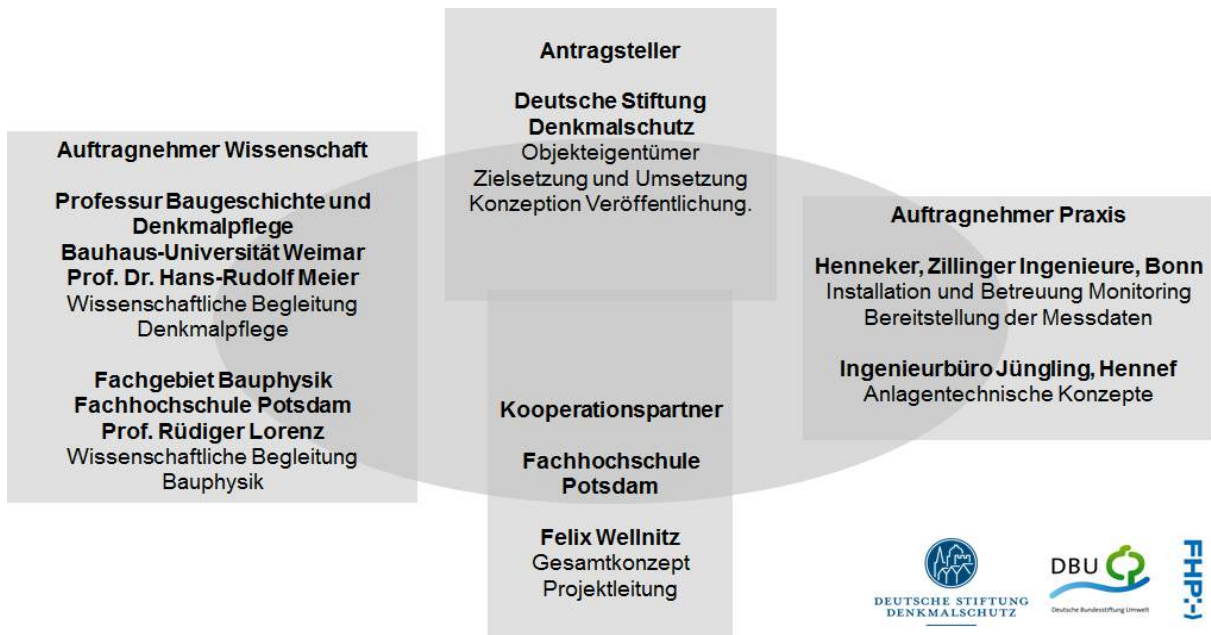 Antragsteller
Deutsche Stiftung
Denkmalschutz
Objekteigentümer
Zielsetzung und Umsetzung
Konzeption Veröffentlichung.
Auftragnehmer Wissenschaft
Professur Baugeschichte und
Denkmalpflege
Bauhaus-Universität Weimar
Prof. Dr. Hans-Rudolf Meier
Wissenschaftliche Begleitung
Denkmalpflege
Fachgebiet Bauphysik
Fachhochschule Potsdam
Prof. Rüdiger Lorenz
Wissenschaftliche Begleitung
Bauphysik
Auftragnehmer Praxis
Henneker, Zillinger Ingenieure, Bonn
Installation und Betreuung Monitoring
Bereitstellung der Messdaten
Ingenieurbüro Jüngling, Hennef
Anlagentechnische Konzepte
Kooperationspartner
Fachhochschule
Potsdam
Felix Wellnitz
Gesamtkonzept
Projektleitung
DEUTSCHE STIFTUNG
DENKMALSCHUTZ
DBU
Deutsche Bundesstiftung Umwelt
FHP:-)